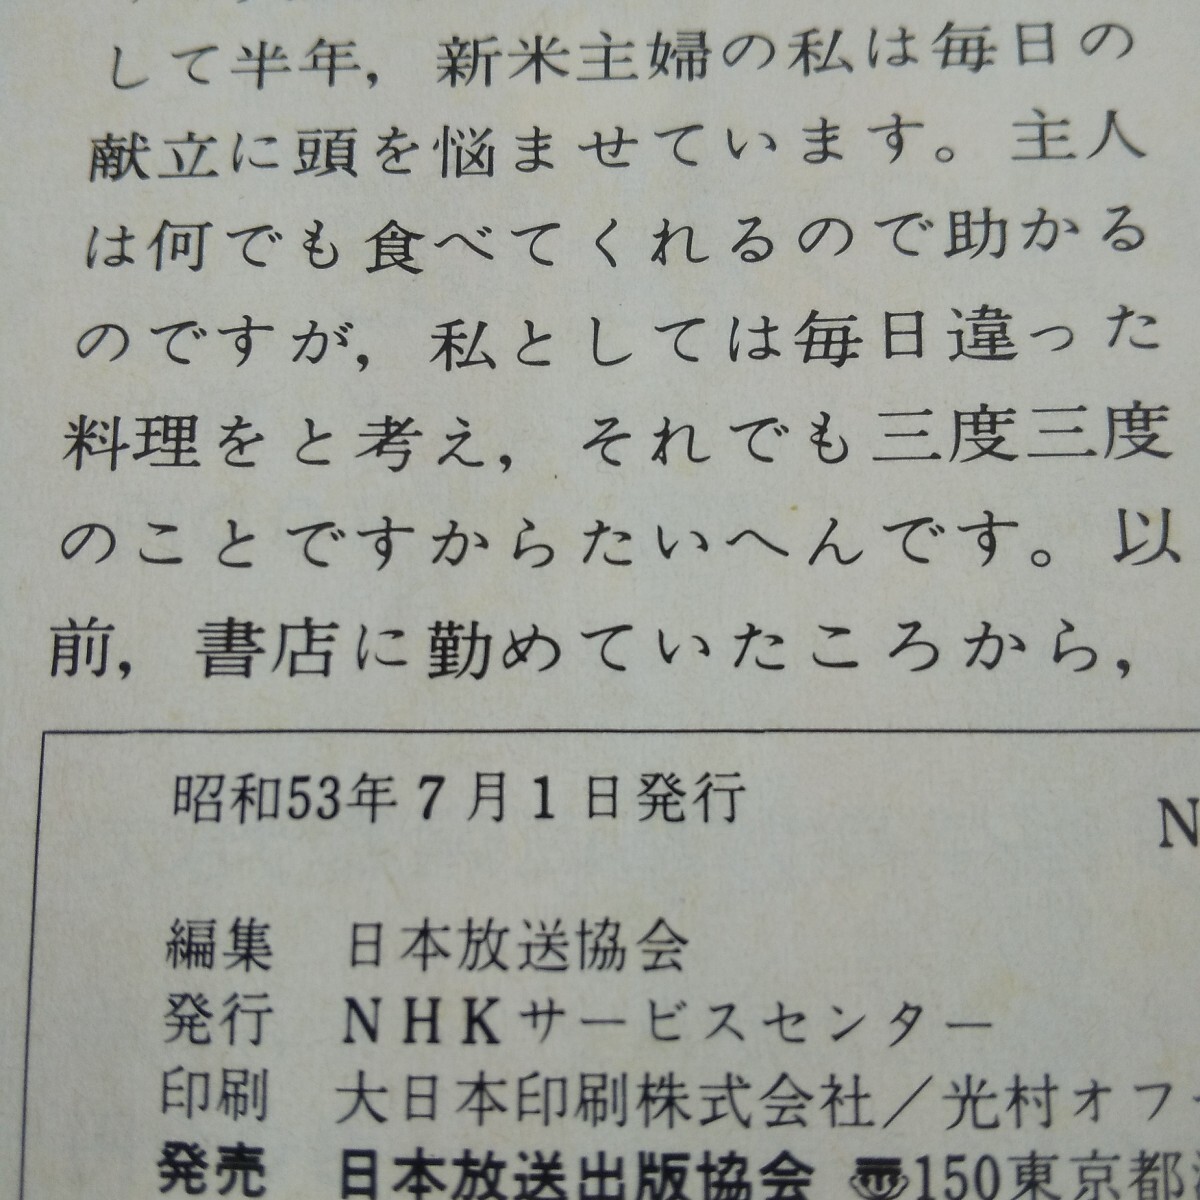 して半年，新米主婦の私は毎日の
献立に頭を悩ませています。主人
は何でも食べてくれるので助かる
のですが，私としては毎日違った
料理をと考え，それでも三度三度
のことですからたいへんです。以
前，書店に勤めていたころから，
昭和53年７月１日発行
N
編集　日本放送協会
発行　NHKサービスセンター
印刷　大日本印刷株式会社／光村オフ
発売　日本放送出版協会 〠150東京都